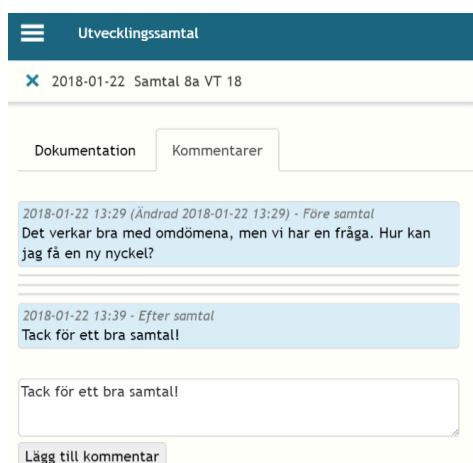 Utvecklingssamtal
2018-01-22 Samtal 8a VT 18
Dokumentation Kommentarer
2018-01-22 13:29 (Ändrad 2018-01-22 13:29) - Före samtal
Det verkar bra med omdömena, men vi har en fråga. Hur kan
jag få en ny nyckel?
2018-01-22 13:39 - Efter samtal
Tack för ett bra samtal!
Tack för ett bra samtal!
Lägg till kommentar